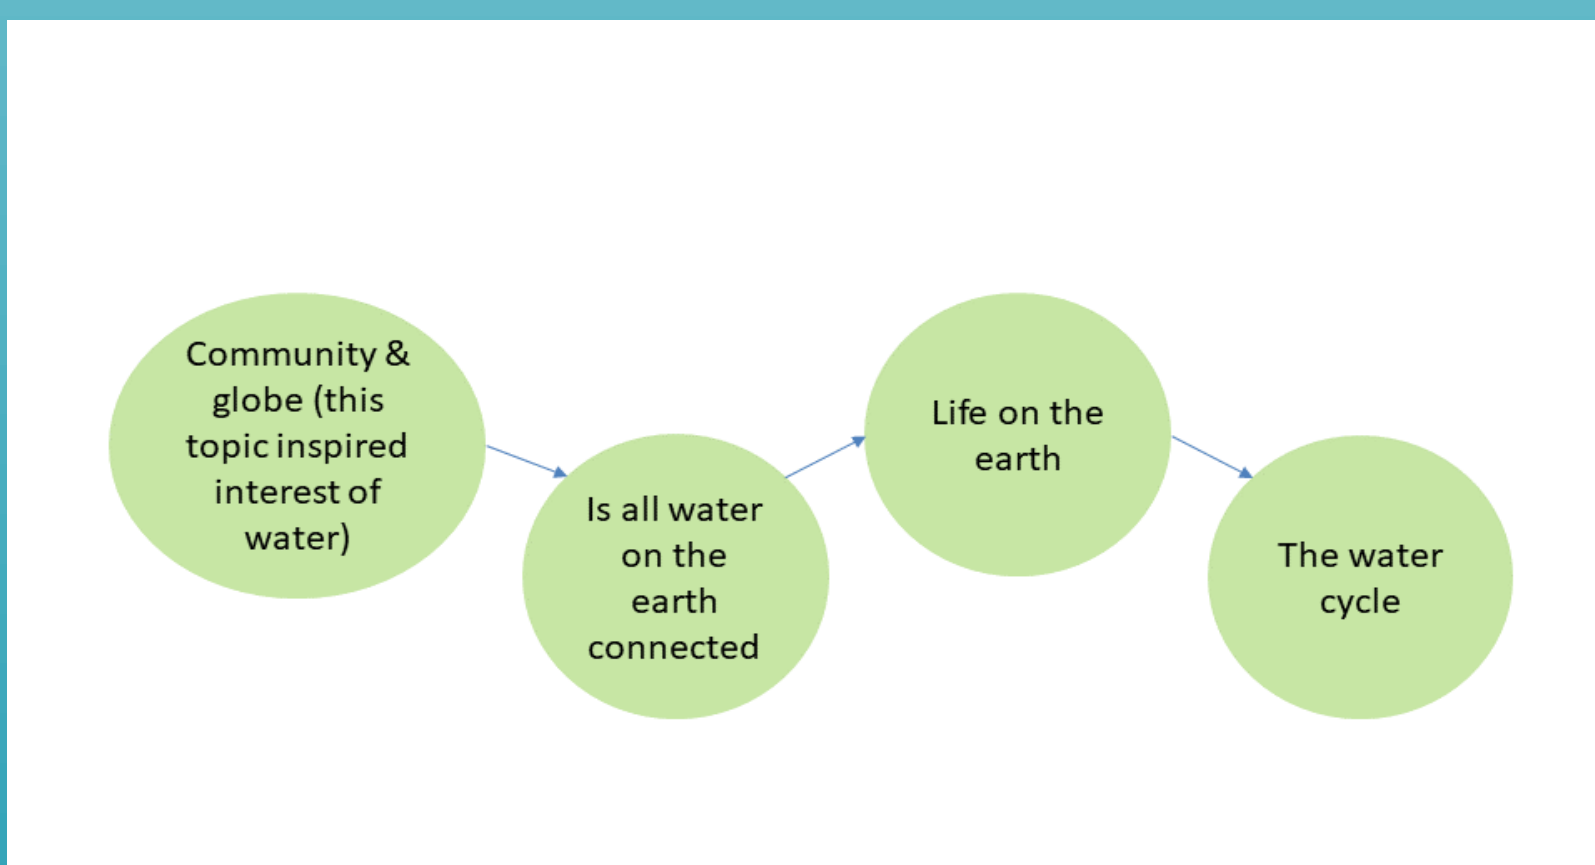 Community &
globe (this
topic inspired
interest of
water)
Is all water
on the
earth
connected
Life on the
earth
The water
cycle